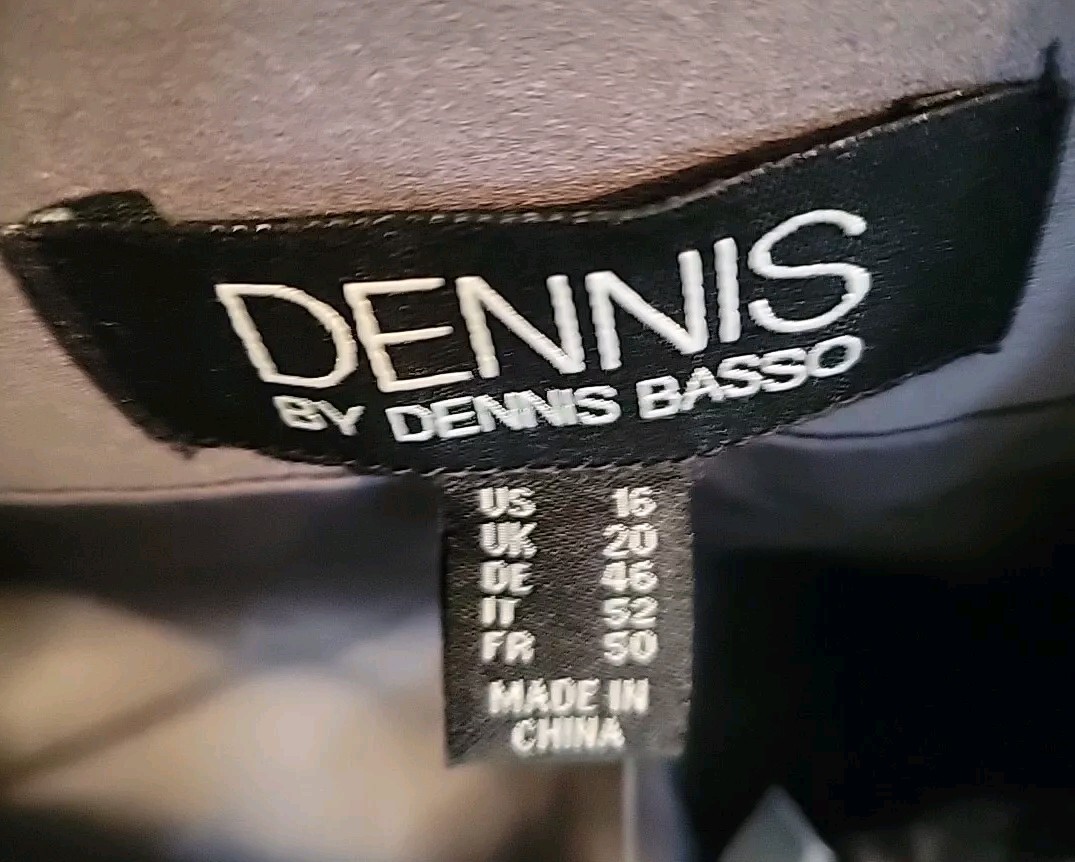 DENNIS
BY DENNIS BASSO
US 16
UK 20
DE 46
IT 52
FR 50
MADE IN
CHINA